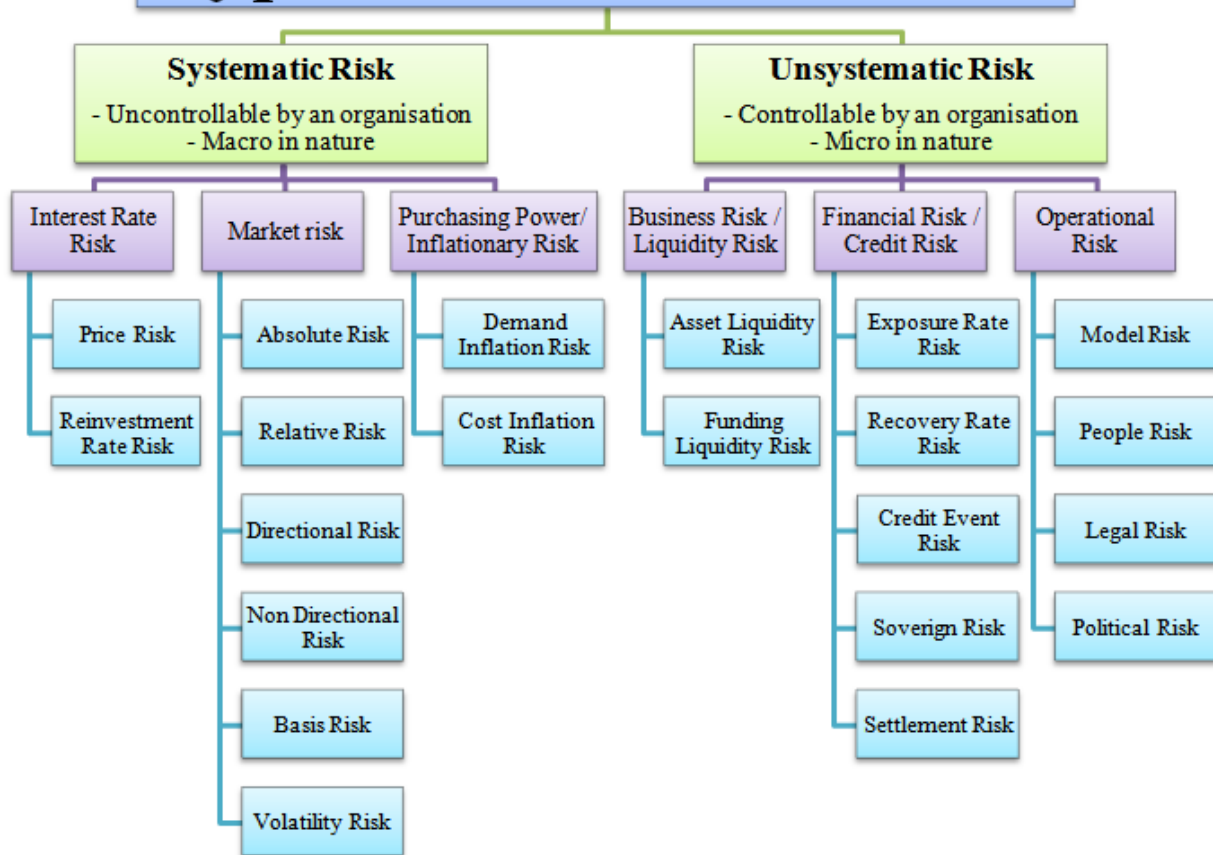 Systematic Risk
- Uncontrollable by an organisation
- Macro in nature
Unsystematic Risk
- Controllable by an organisation
- Micro in nature
Interest Rate
Risk
Market risk
Purchasing Power/
Inflationary Risk
Business Risk /
Liquidity Risk
Financial Risk /
Credit Risk
Operational
Risk
Price Risk
Reinvestment
Rate Risk
Absolute Risk
Relative Risk
Directional Risk
Non Directional
Risk
Basis Risk
Volatility Risk
Demand
Inflation Risk
Cost Inflation
Risk
Asset Liquidity
Risk
Funding
Liquidity Risk
Exposure Rate
Risk
Recovery Rate
Risk
Credit Event
Risk
Soverign Risk
Settlement Risk
Model Risk
People Risk
Legal Risk
Political Risk